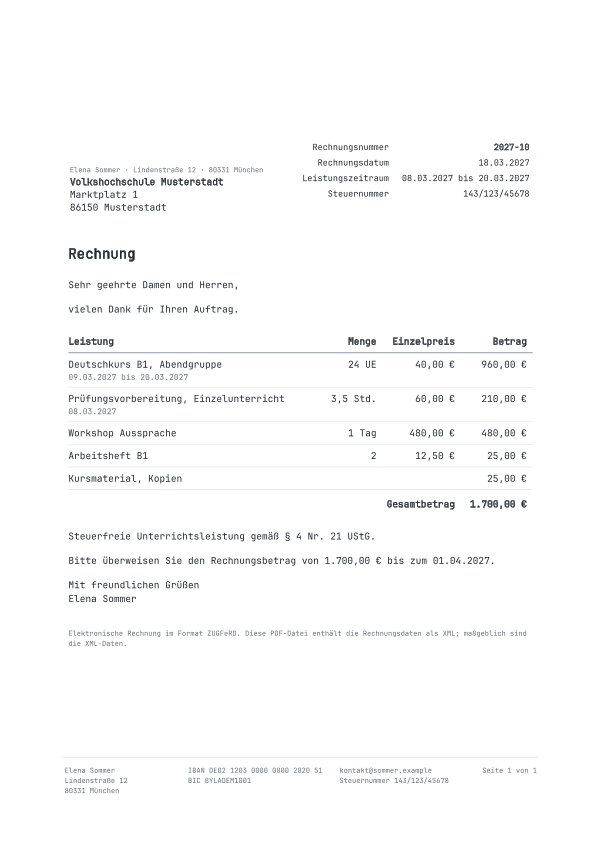 Rechnungsnummer 2027-10
Rechnungsdatum 18.03.2027
Leistungszeitraum 08.03.2027 bis 20.03.2027
Steuernummer 143/123/45678
Elena Sommer · Lindenstraße 12 · 80331 München
Volkshochschule Musterstadt
Marktplatz 1
86150 Musterstadt
Rechnung
Sehr geehrte Damen und Herren,
vielen Dank für Ihren Auftrag.
Leistung Menge Einzelpreis Betrag
Deutschkurs B1, Abendgruppe 24 UE 40,00 € 960,00 €
09.03.2027 bis 20.03.2027
Prüfungsvorbereitung, Einzelunterricht 3,5 Std. 60,00 € 210,00 €
08.03.2027
Workshop Aussprache 1 Tag 480,00 € 480,00 €
Arbeitsheft B1 2 12,50 € 25,00 €
Kursmaterial, Kopien 25,00 €
Gesamtbetrag 1.700,00 €
Steuerfreie Unterrichtsleistung gemäß § 4 Nr. 21 UStG.
Bitte überweisen Sie den Rechnungsbetrag von 1.700,00 € bis zum 01.04.2027.
Mit freundlichen Grüßen
Elena Sommer
Elektronische Rechnung im Format ZUGFeRD. Diese PDF-Datei enthält die Rechnungsdaten als XML; maßgeblich sind
die XML-Daten.
Elena Sommer IBAN DE02 1203 0000 0000 2020 51 kontakt@sommer.example Seite 1 von 1
Lindenstraße 12 BIC BYLADEM1001 Steuernummer 143/123/45678
80331 München